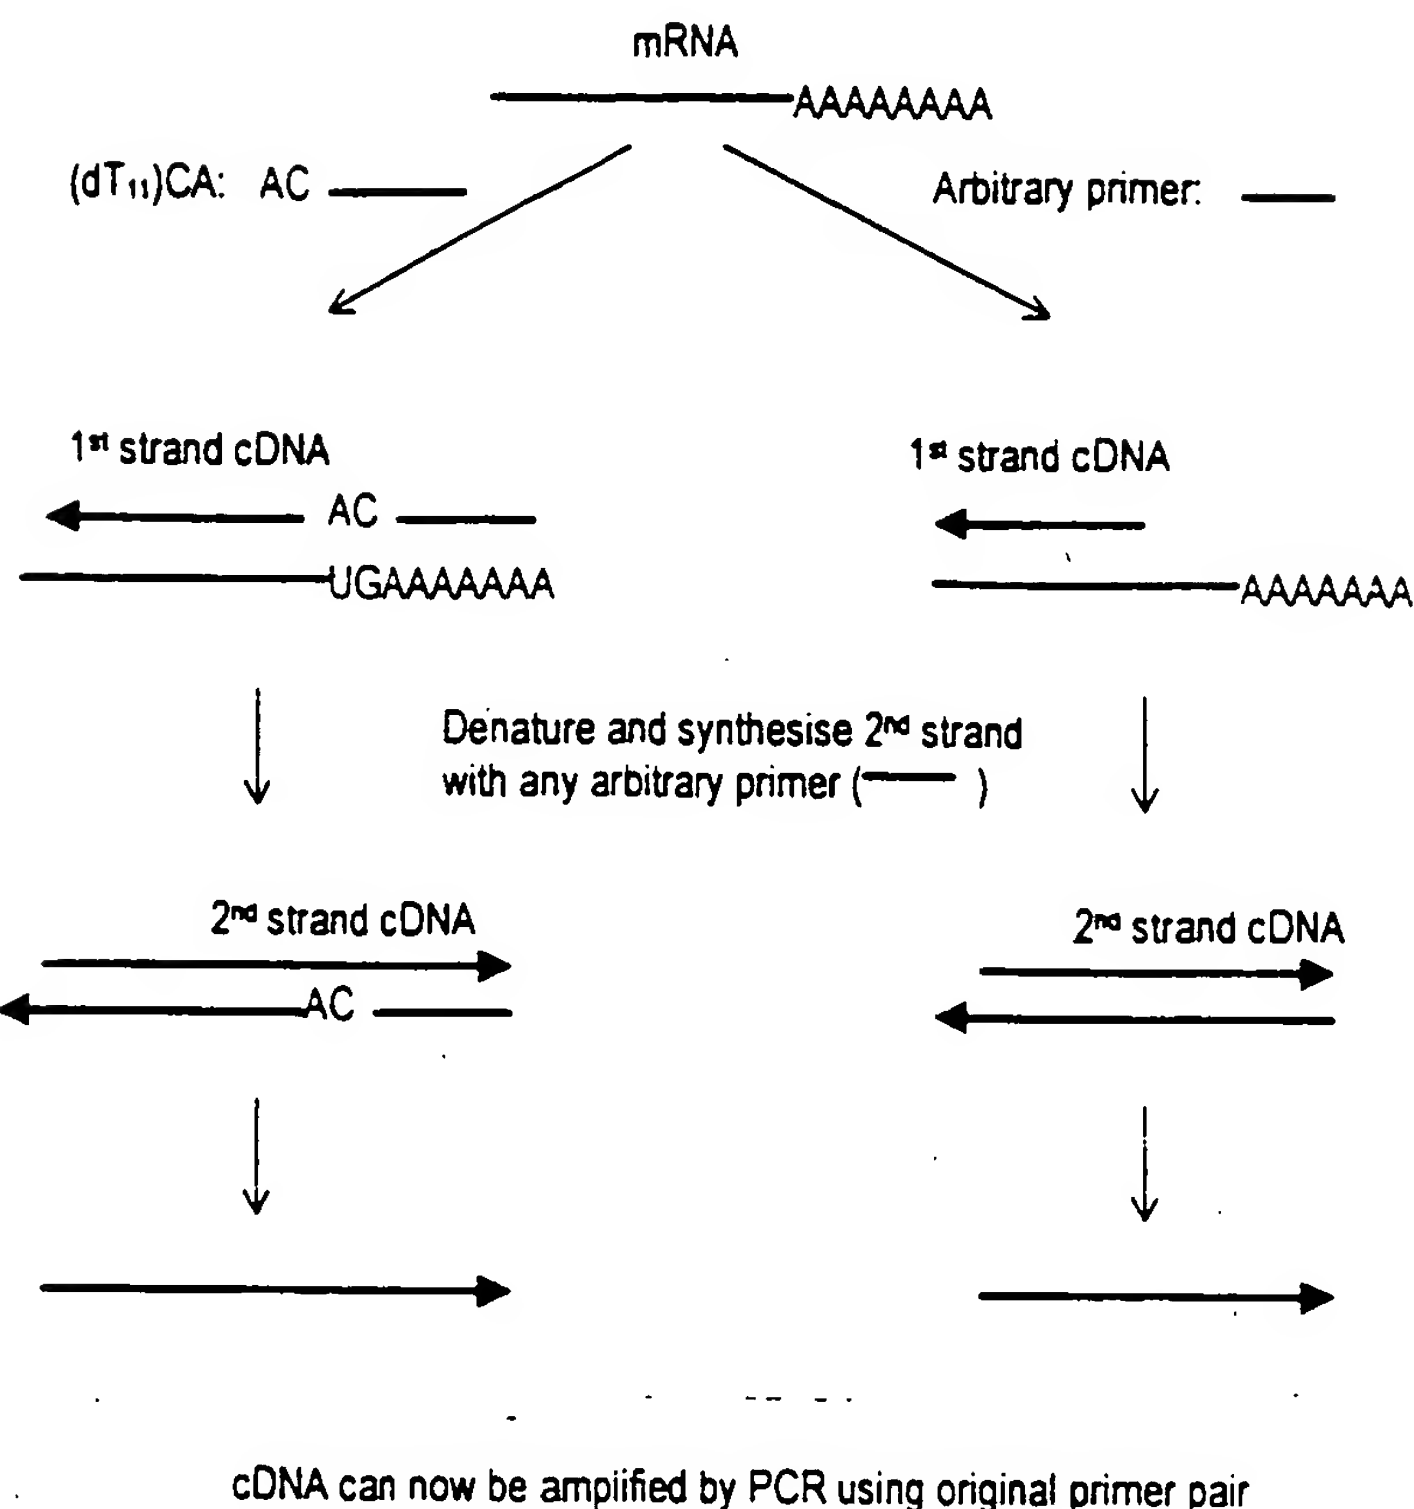 mRNA
AAAAAAAA
(dT₁₁)CA: AC
Arbitrary primer:
1st strand cDNA
AC
UGAAAAAAA
1st strand cDNA
AAAAAAA
Denature and synthesise 2nd strand
with any arbitrary primer ( )
2nd strand cDNA
AC
2nd strand cDNA
cDNA can now be amplified by PCR using original primer pair